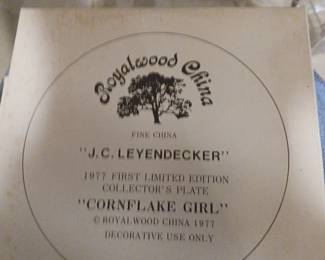 Royalwood China
FINE CHINA
"J.C. LEYENDECKER"
1977 FIRST LIMITED EDITION
COLLECTOR'S PLATE
"CORNFLAKE GIRL"
© ROYALWOOD CHINA 1977
DECORATIVE USE ONLY